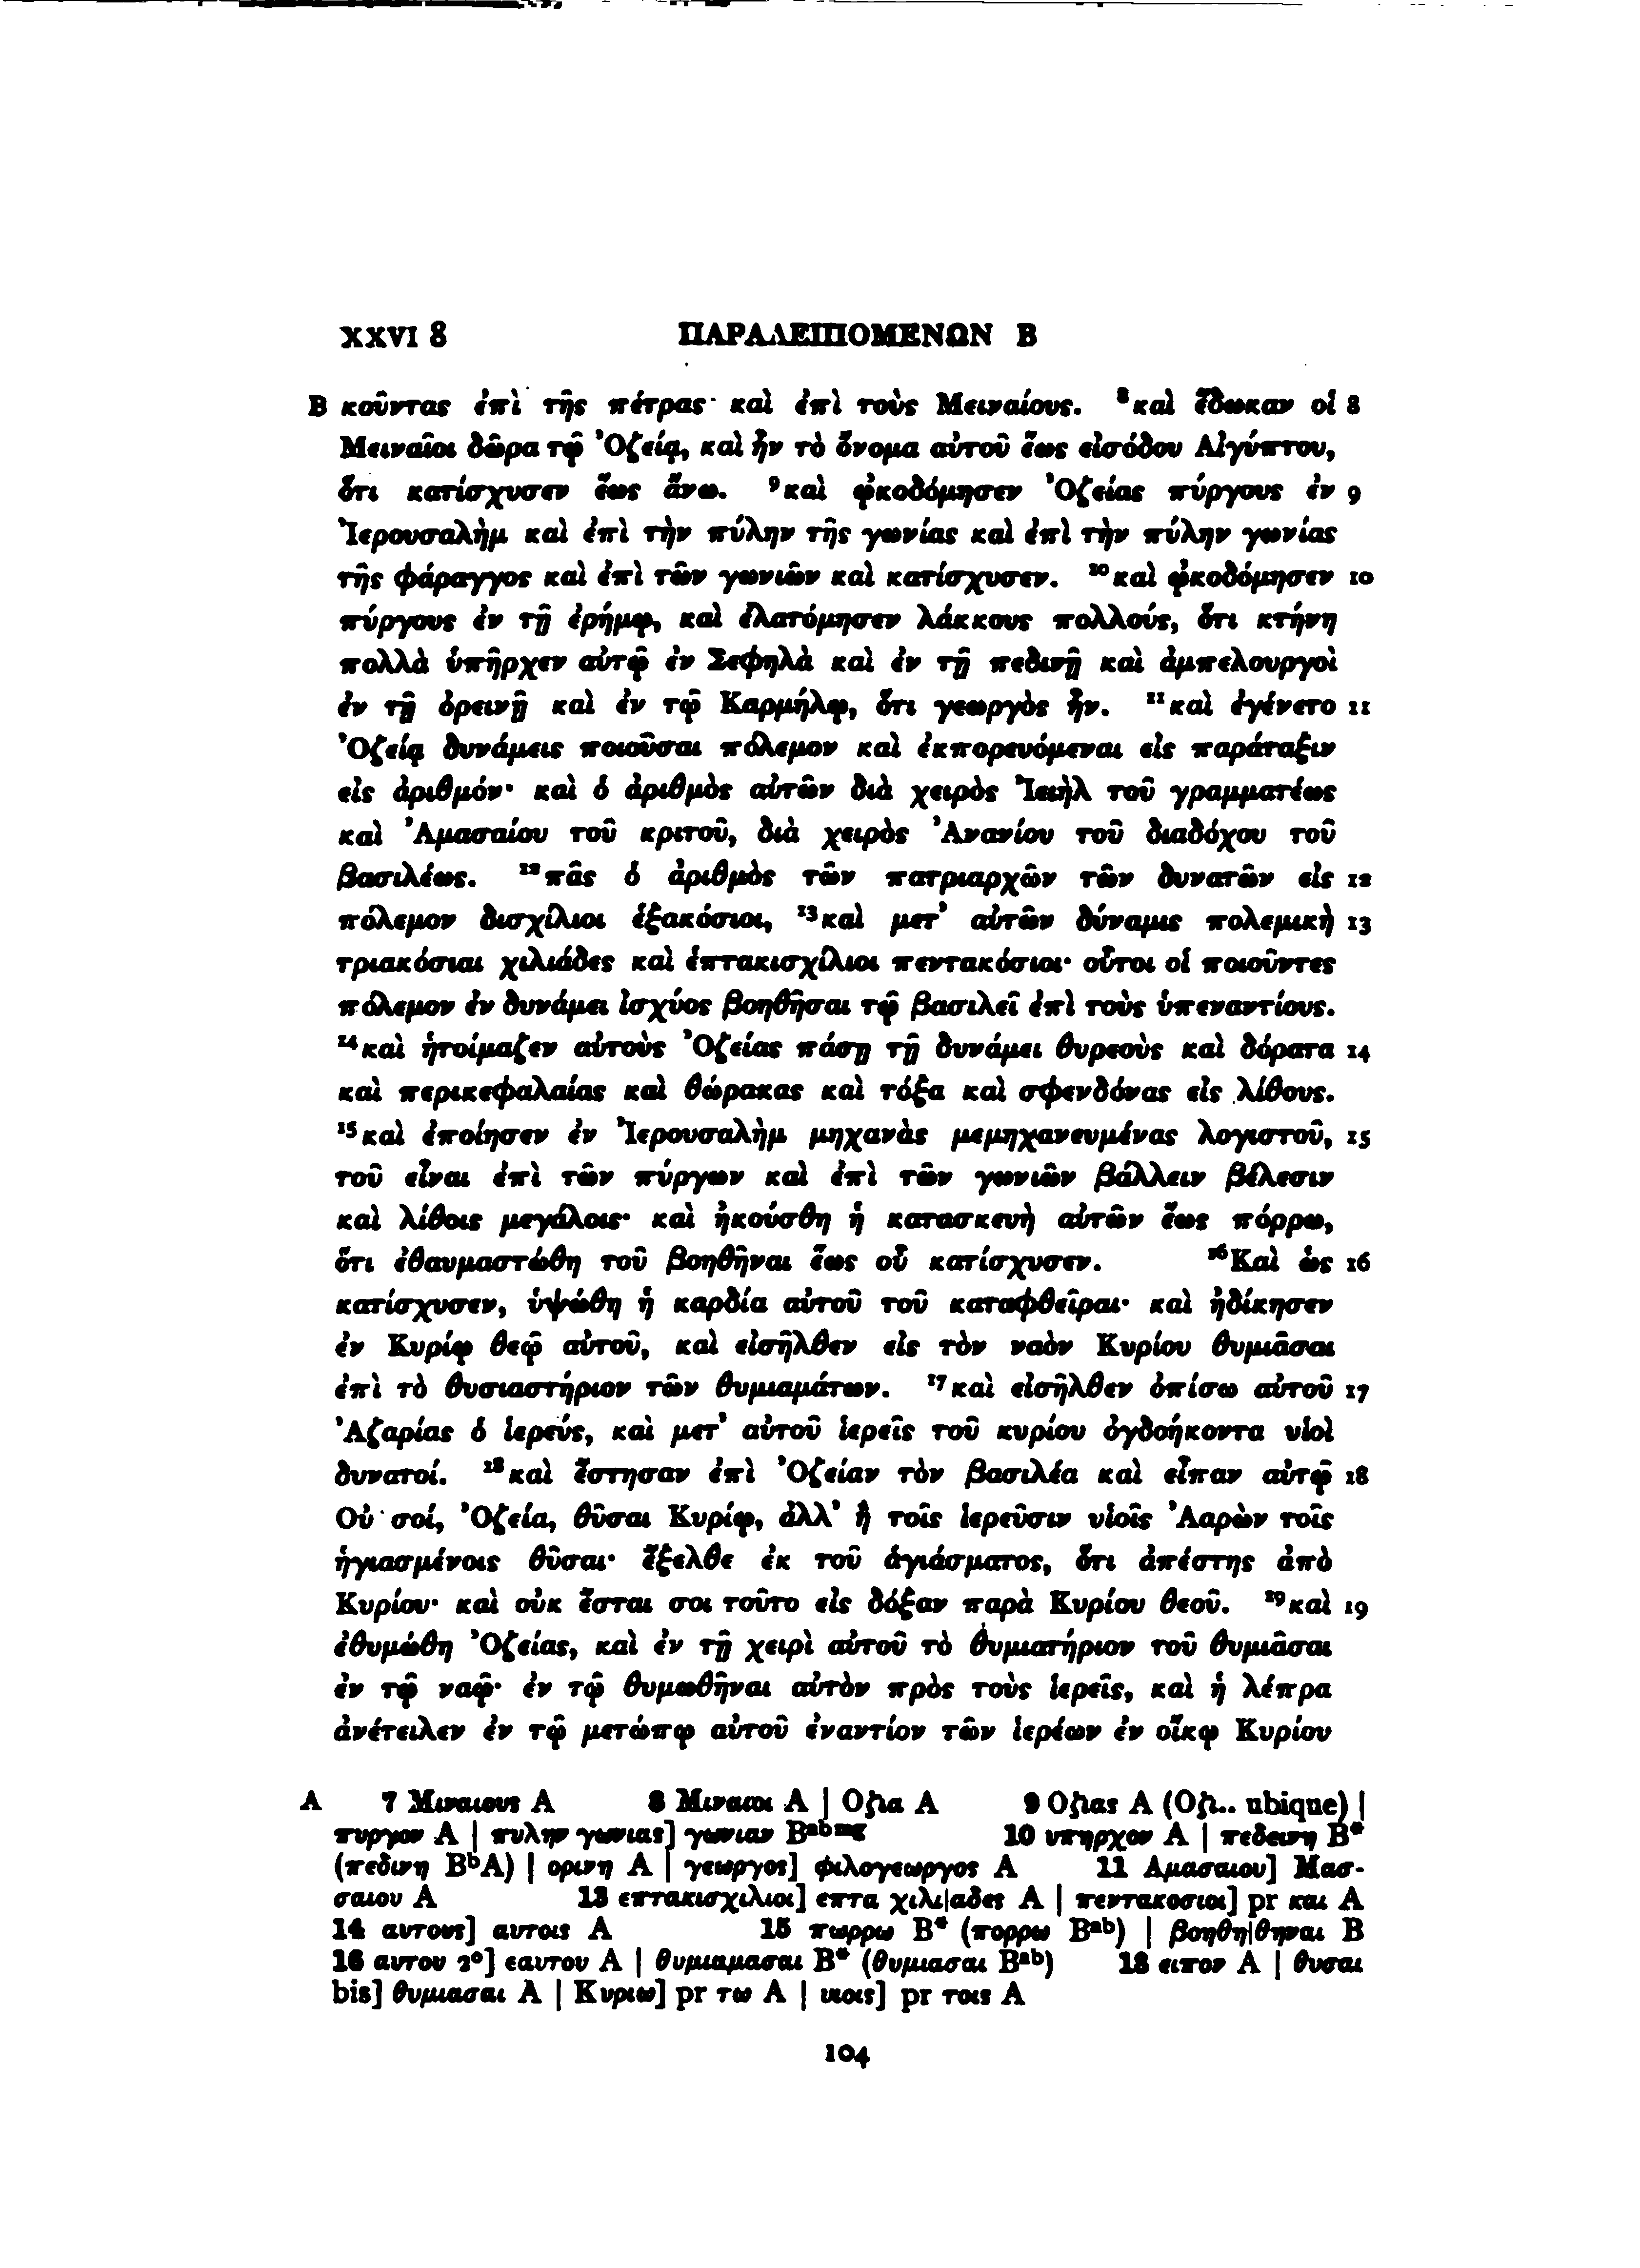 XXVI 8 ΠΑΡΑΛΕΙΠΟΜΕΝΩΝ Β
B κοῦντας ἐπὶ τῆς πέτρας· καὶ ἐπὶ τοὺς Μειναίους. ⁸καὶ ἔδωκαν οἱ 8
Μειναῖοι δῶρα τῷ Ὀζείᾳ, καὶ ἦν τὸ ὄνομα αὐτοῦ ἕως εἰσόδου Αἰγύπτου,
ὅτι κατίσχυσεν ἕως ἄνω. ⁹καὶ ᾠκοδόμησεν Ὀζείας πύργους ἐν 9
Ἰερουσαλὴμ καὶ ἐπὶ τὴν πύλην τῆς γωνίας καὶ ἐπὶ τὴν πύλην γωνίας
τῆς φάραγγος καὶ ἐπὶ τῶν γωνιῶν καὶ κατίσχυσεν. ¹⁰καὶ ᾠκοδόμησεν 10
πύργους ἐν τῇ ἐρήμῳ, καὶ ἐλατόμησεν λάκκους πολλούς, ὅτι κτήνη
πολλὰ ὑπῆρχεν αὐτῷ ἐν Σεφηλὰ καὶ ἐν τῇ πεδινῇ καὶ ἀμπελουργοὶ
ἐν τῇ ὀρεινῇ καὶ ἐν τῷ Καρμήλῳ, ὅτι γεωργὸς ἦν. ¹¹καὶ ἐγένετο 11
Ὀζείᾳ δυνάμεις ποιοῦσαι πόλεμον καὶ ἐκπορευόμεναι εἰς παράταξιν
εἰς ἀριθμόν· καὶ ὁ ἀριθμὸς αὐτῶν διὰ χειρὸς Ἰειὴλ τοῦ γραμματέως
καὶ Ἀμασαίου τοῦ κριτοῦ, διὰ χειρὸς Ἀνανίου τοῦ διαδόχου τοῦ
βασιλέως. ¹²πᾶς ὁ ἀριθμὸς τῶν πατριαρχῶν τῶν δυνατῶν εἰς 12
πόλεμον δισχίλιοι ἑξακόσιοι, ¹³καὶ μετ’ αὐτῶν δύναμις πολεμικὴ 13
τριακόσιαι χιλιάδες καὶ ἑπτακισχίλιοι πεντακόσιοι· οὗτοι οἱ ποιοῦντες
πόλεμον ἐν δυνάμει ἰσχύος βοηθῆσαι τῷ βασιλεῖ ἐπὶ τοὺς ὑπεναντίους.
¹⁴καὶ ἡτοίμαζεν αὐτοὺς Ὀζείας πάσῃ τῇ δυνάμει θυρεοὺς καὶ δόρατα 14
καὶ περικεφαλαίας καὶ θώρακας καὶ τόξα καὶ σφενδόνας εἰς λίθους.
¹⁵καὶ ἐποίησεν ἐν Ἰερουσαλὴμ μηχανὰς μεμηχανευμένας λογιστοῦ, 15
τοῦ εἶναι ἐπὶ τῶν πύργων καὶ ἐπὶ τῶν γωνιῶν βάλλειν βέλεσιν
καὶ λίθοις μεγάλοις· καὶ ἠκούσθη ἡ κατασκευὴ αὐτῶν ἕως πόρρω,
ὅτι ἐθαυμαστώθη τοῦ βοηθῆναι ἕως οὗ κατίσχυσεν. ¹⁶Καὶ ὡς 16
κατίσχυσεν, ὑψώθη ἡ καρδία αὐτοῦ τοῦ καταφθεῖραι· καὶ ἠδίκησεν
ἐν Κυρίῳ θεῷ αὐτοῦ, καὶ εἰσῆλθεν εἰς τὸν ναὸν Κυρίου θυμιᾶσαι
ἐπὶ τὸ θυσιαστήριον τῶν θυμιαμάτων. ¹⁷καὶ εἰσῆλθεν ὀπίσω αὐτοῦ 17
Ἀζαρίας ὁ ἱερεύς, καὶ μετ’ αὐτοῦ ἱερεῖς τοῦ κυρίου ὀγδοήκοντα υἱοὶ
δυνατοί. ¹⁸καὶ ἔστησαν ἐπὶ Ὀζείαν τὸν βασιλέα καὶ εἶπαν αὐτῷ 18
Οὐ σοί, Ὀζεία, θῦσαι Κυρίῳ, ἀλλ’ ἢ τοῖς ἱερεῦσιν υἱοῖς Ἀαρὼν τοῖς
ἡγιασμένοις θῦσαι· ἔξελθε ἐκ τοῦ ἁγιάσματος, ὅτι ἀπέστης ἀπὸ
Κυρίου· καὶ οὐκ ἔσται σοι τοῦτο εἰς δόξαν παρὰ Κυρίου θεοῦ. ¹⁹καὶ 19
ἐθυμώθη Ὀζείας, καὶ ἐν τῇ χειρὶ αὐτοῦ τὸ θυμιατήριον τοῦ θυμιᾶσαι
ἐν τῷ ναῷ· ἐν τῷ θυμωθῆναι αὐτὸν πρὸς τοὺς ἱερεῖς, καὶ ἡ λέπρα
ἀνέτειλεν ἐν τῷ μετώπῳ αὐτοῦ ἐναντίον τῶν ἱερέων ἐν οἴκῳ Κυρίου
A 7 Μιναιους A 8 Μιναιοι A | Οζια A 9 Οζιας A (Οζι.. ubique) |
πυργον A | πυλην γωνιας] γωνιαν Bᵃᵇᵐᵍ 10 υπηρχον A | πεδεινη B*
(πεδινη BᵇA) | ορινη A | γεωργος] φιλογεωργος A 11 Αμασαιου] Μασ-
σαιου A 13 επτακισχιλιοι] επτα χιλι|αδες A | πεντακοσιοι] pr και A
14 αυτους] αυτοις A 15 πωρρω B* (πορρω Bᵃᵇ) | βοηθη|θηναι B
16 αυτου 2°] εαυτου A | θυμιαμασαι B* (θυμιασαι Bᵃᵇ) 18 ειπον A | θυσαι
bis] θυμιασαι A | Κυριω] pr τω A | υιοις] pr τοις A
104